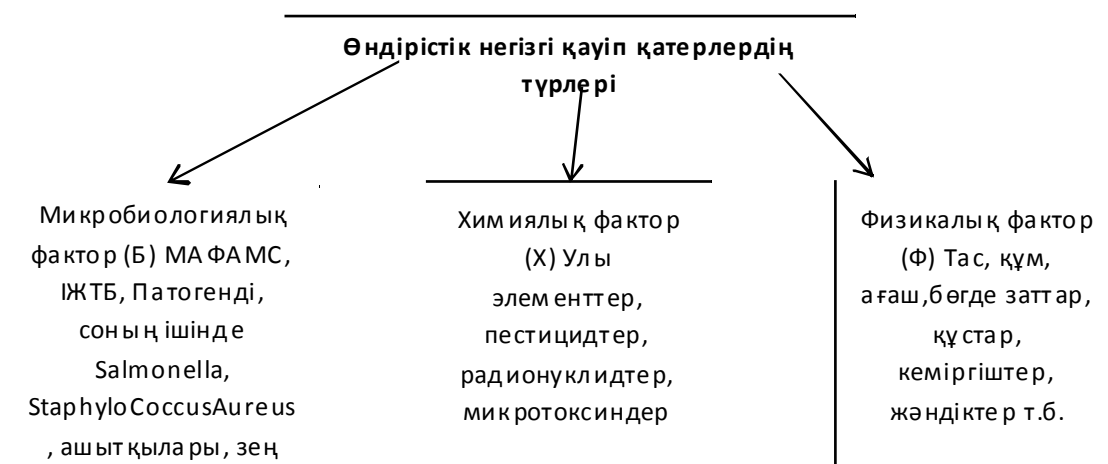 Өндірістік негізгі қауіп қатерлердің
түрлері
Микробиологиялық
фактор (Б) МАФАМС,
ІЖТБ, Патогенді,
соның ішінде
Salmonella,
StaphyloCoccusAureus
, ашытқылары, зең
Химиялық фактор
(Х) Улы
элементтер,
пестицидтер,
радионуклидтер,
микротоксиндер
Физикалық фактор
(Ф) Тас, құм,
ағаш,бөгде заттар,
құстар,
кеміргіштер,
жәндіктер т.б.